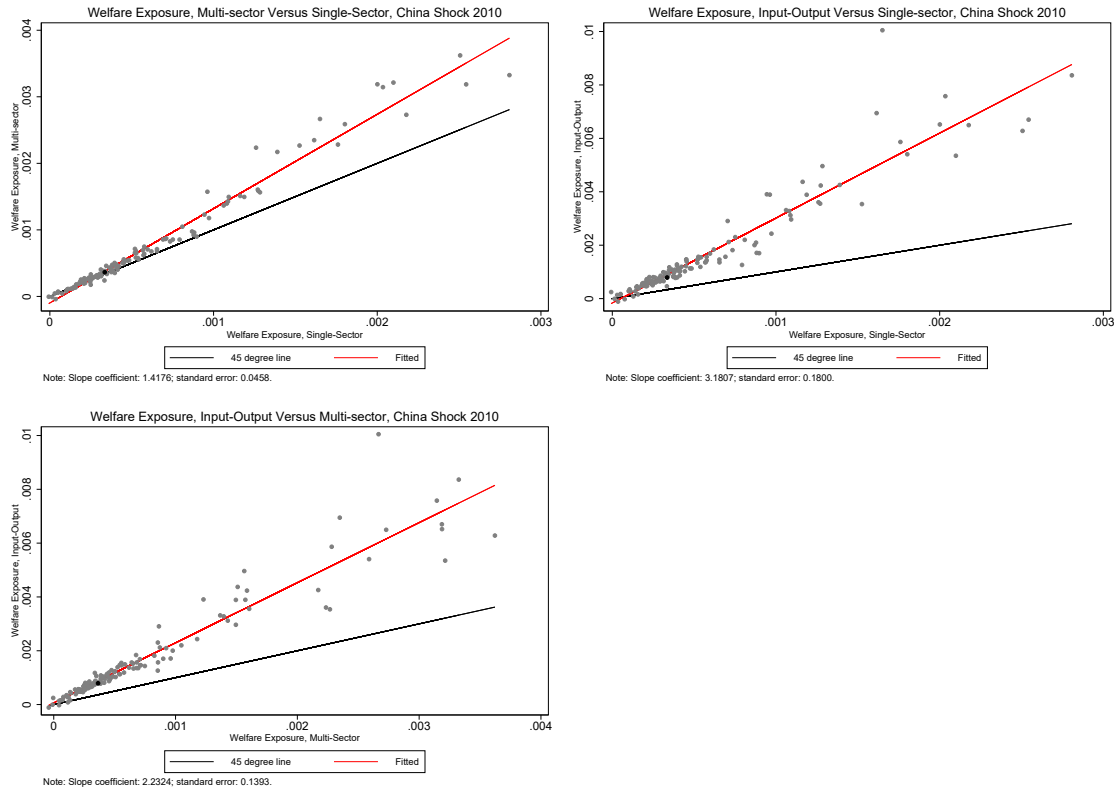 Welfare Exposure, Multi-sector Versus Single-Sector, China Shock 2010
Welfare Exposure, Multi-sector
.004
.003
.002
.001
0
0
.001
.002
.003
Welfare Exposure, Single-Sector
45 degree line
Fitted
Note: Slope coefficient: 1.4176; standard error: 0.0458.
Welfare Exposure, Input-Output Versus Single-sector, China Shock 2010
Welfare Exposure, Input-Output
.01
.008
.006
.004
.002
0
0
.001
.002
.003
Welfare Exposure, Single-Sector
45 degree line
Fitted
Note: Slope coefficient: 3.1807; standard error: 0.1800.
Welfare Exposure, Input-Output Versus Multi-sector, China Shock 2010
Welfare Exposure, Input-Output
.01
.008
.006
.004
.002
0
0
.001
.002
.003
.004
Welfare Exposure, Multi-Sector
45 degree line
Fitted
Note: Slope coefficient: 2.2324; standard error: 0.1393.